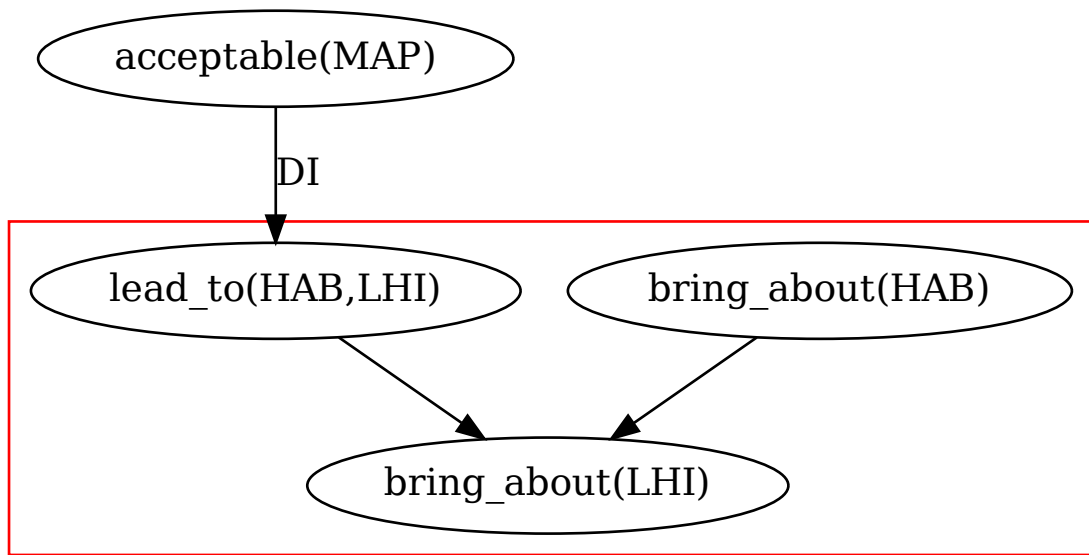 acceptable(MAP)
DI
lead_to(HAB,LHI)
bring_about(HAB)
bring_about(LHI)